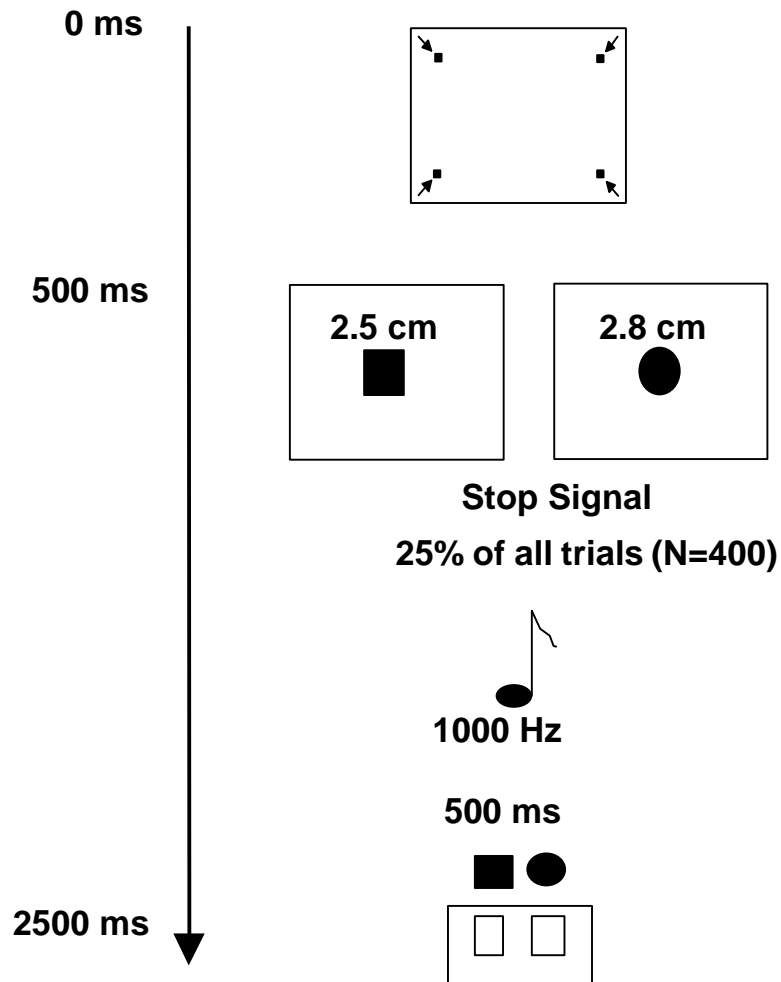 0 ms
500 ms
2.5 cm
2.8 cm
Stop Signal
25% of all trials (N=400)
1000 Hz
500 ms
2500 ms